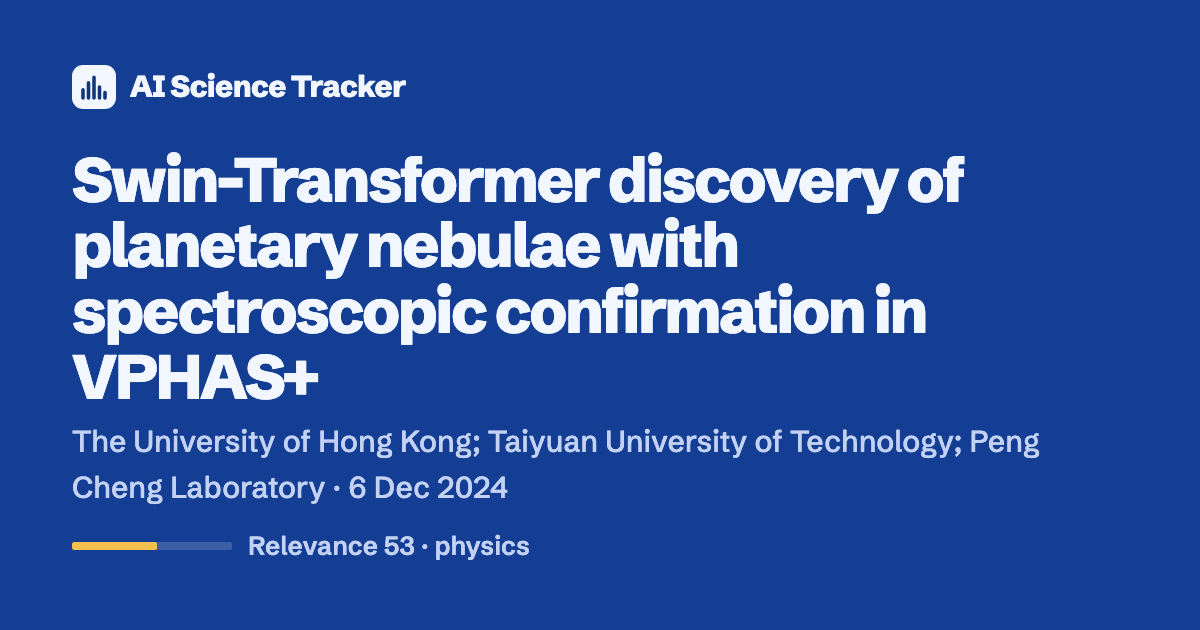 AI Science Tracker
Swin-Transformer discovery of
planetary nebulae with
spectroscopic confirmation in
VPHAS+
The University of Hong Kong; Taiyuan University of Technology; Peng
Cheng Laboratory · 6 Dec 2024
Relevance 53 · physics